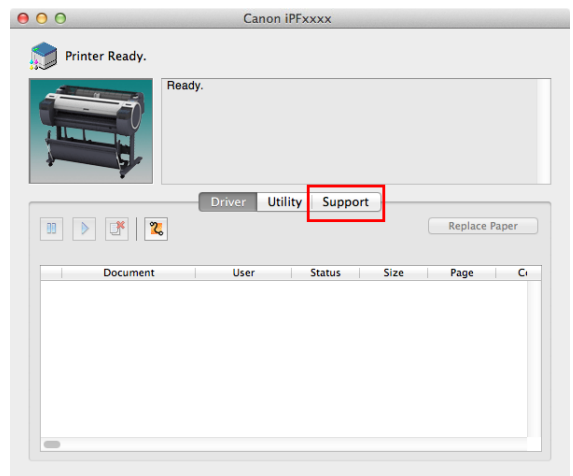 Canon iPFxxxx
Printer Ready.
Ready.
Driver Utility Support
Replace Paper
Document User Status Size Page